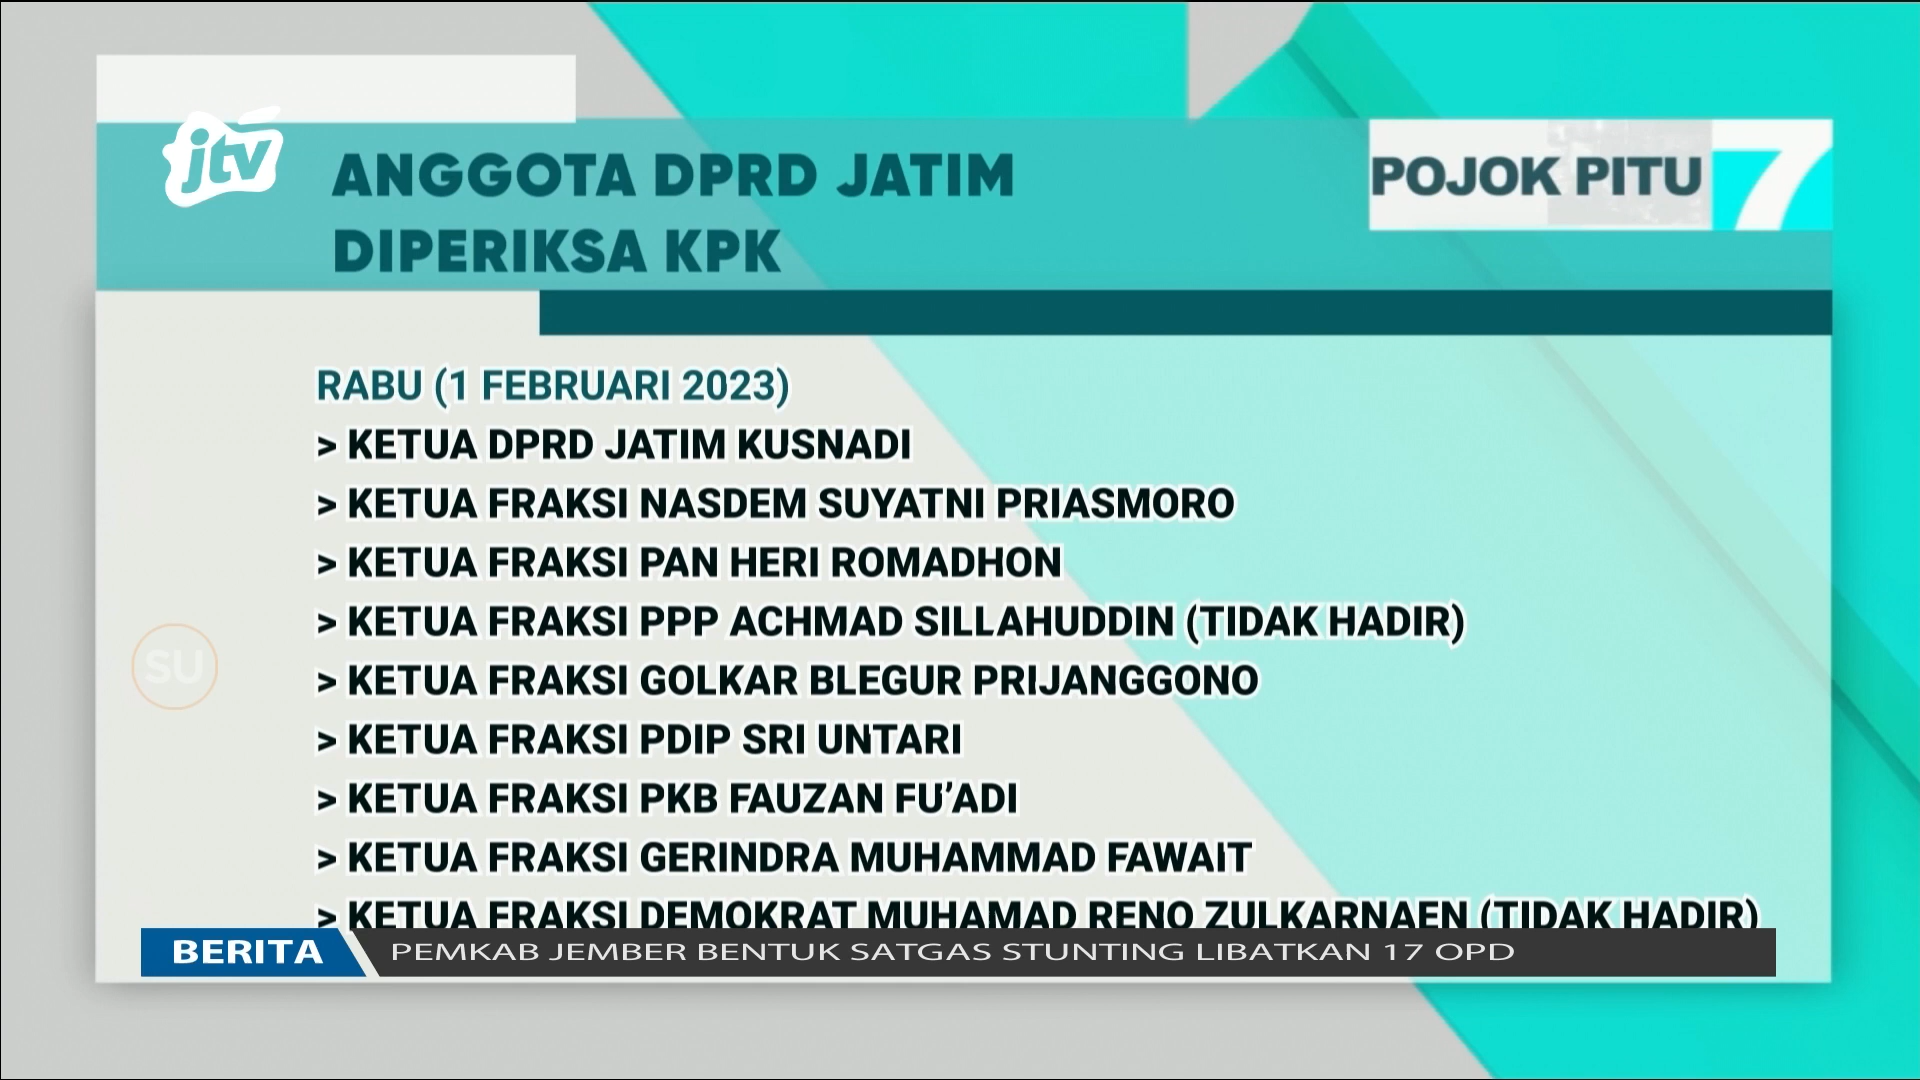 jtv
ANGGOTA DPRD JATIM
DIPERIKSA KPK
POJOK PITU 7
RABU (1 FEBRUARI 2023)
> KETUA DPRD JATIM KUSNADI
> KETUA FRAKSI NASDEM SUYATNI PRIASMORO
> KETUA FRAKSI PAN HERI ROMADHON
> KETUA FRAKSI PPP ACHMAD SILLAHUDDIN (TIDAK HADIR)
SU
> KETUA FRAKSI GOLKAR BLEGUR PRIJANGGONO
> KETUA FRAKSI PDIP SRI UNTARI
> KETUA FRAKSI PKB FAUZAN FU’ADI
> KETUA FRAKSI GERINDRA MUHAMMAD FAWAIT
> KETUA FRAKSI DEMOKRAT MUHAMAD RENO ZULKARNAEN (TIDAK HADIR)
BERITA PEMKAB JEMBER BENTUK SATGAS STUNTING LIBATKAN 17 OPD